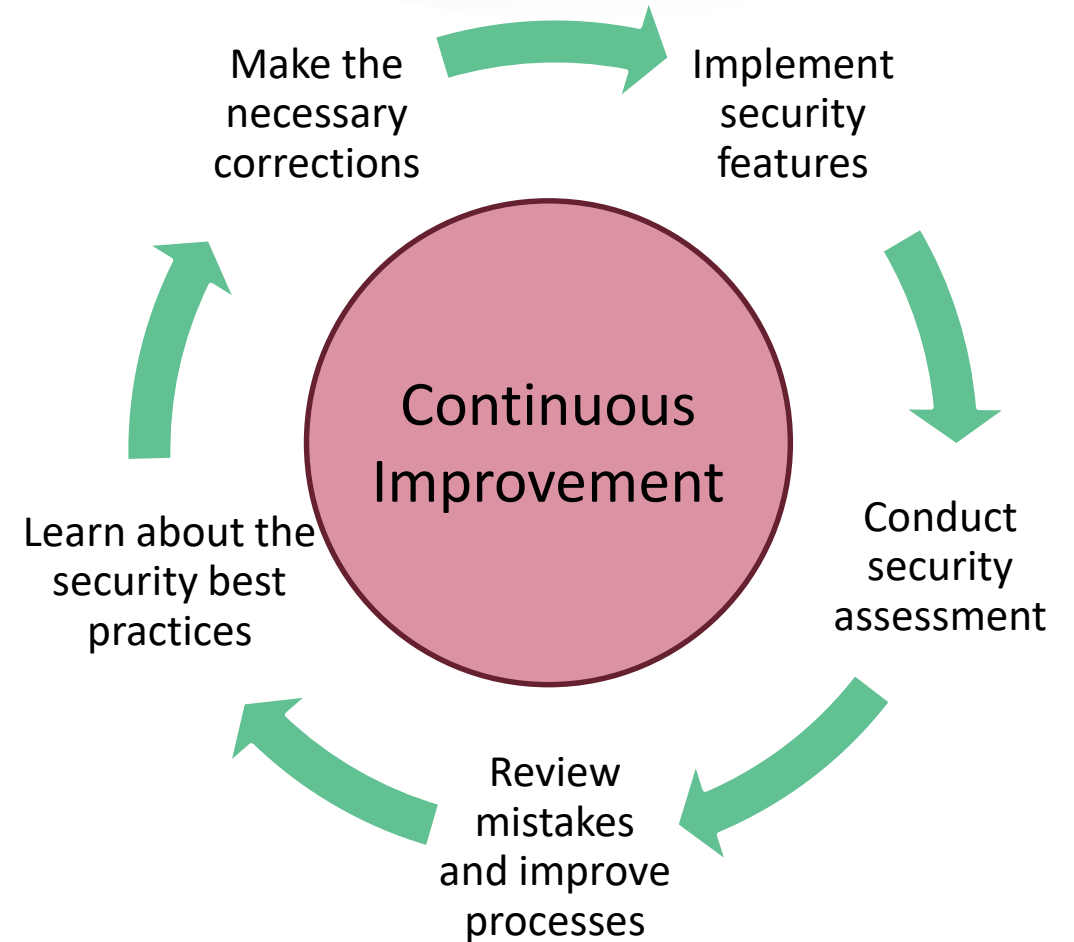 Make the
necessary
corrections
Implement
security
features
Continuous
Improvement
Conduct
security
assessment
Learn about the
security best
practices
Review
mistakes
and improve
processes